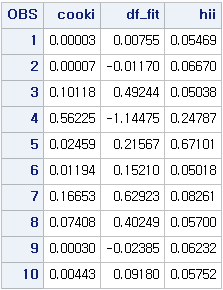 OBS cooki df_fit hii
1 0.00003 0.00755 0.05469
2 0.00007 -0.01170 0.06670
3 0.10118 0.49244 0.05038
4 0.56225 -1.14475 0.24787
5 0.02459 0.21567 0.67101
6 0.01194 0.15210 0.05018
7 0.16653 0.62923 0.08261
8 0.07408 0.40249 0.05700
9 0.00030 -0.02385 0.06232
10 0.00443 0.09180 0.05752